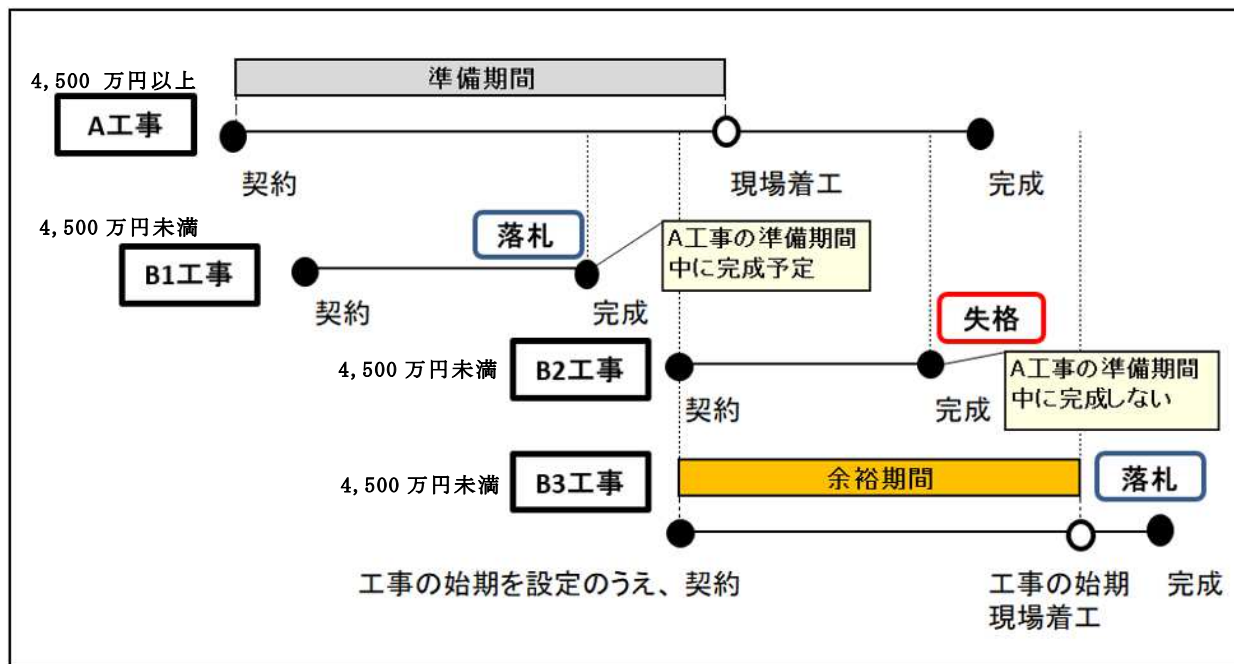 4,500 万円以上
準備期間
A工事
契約
現場着工
完成
4,500 万円未満
B1工事
落札
A工事の準備期間
中に完成予定
契約
完成
失格
4,500 万円未満
B2工事
A工事の準備期間
中に完成しない
契約
完成
4,500 万円未満
B3工事
余裕期間
落札
工事の始期を設定のうえ、契約
工事の始期
現場着工
完成